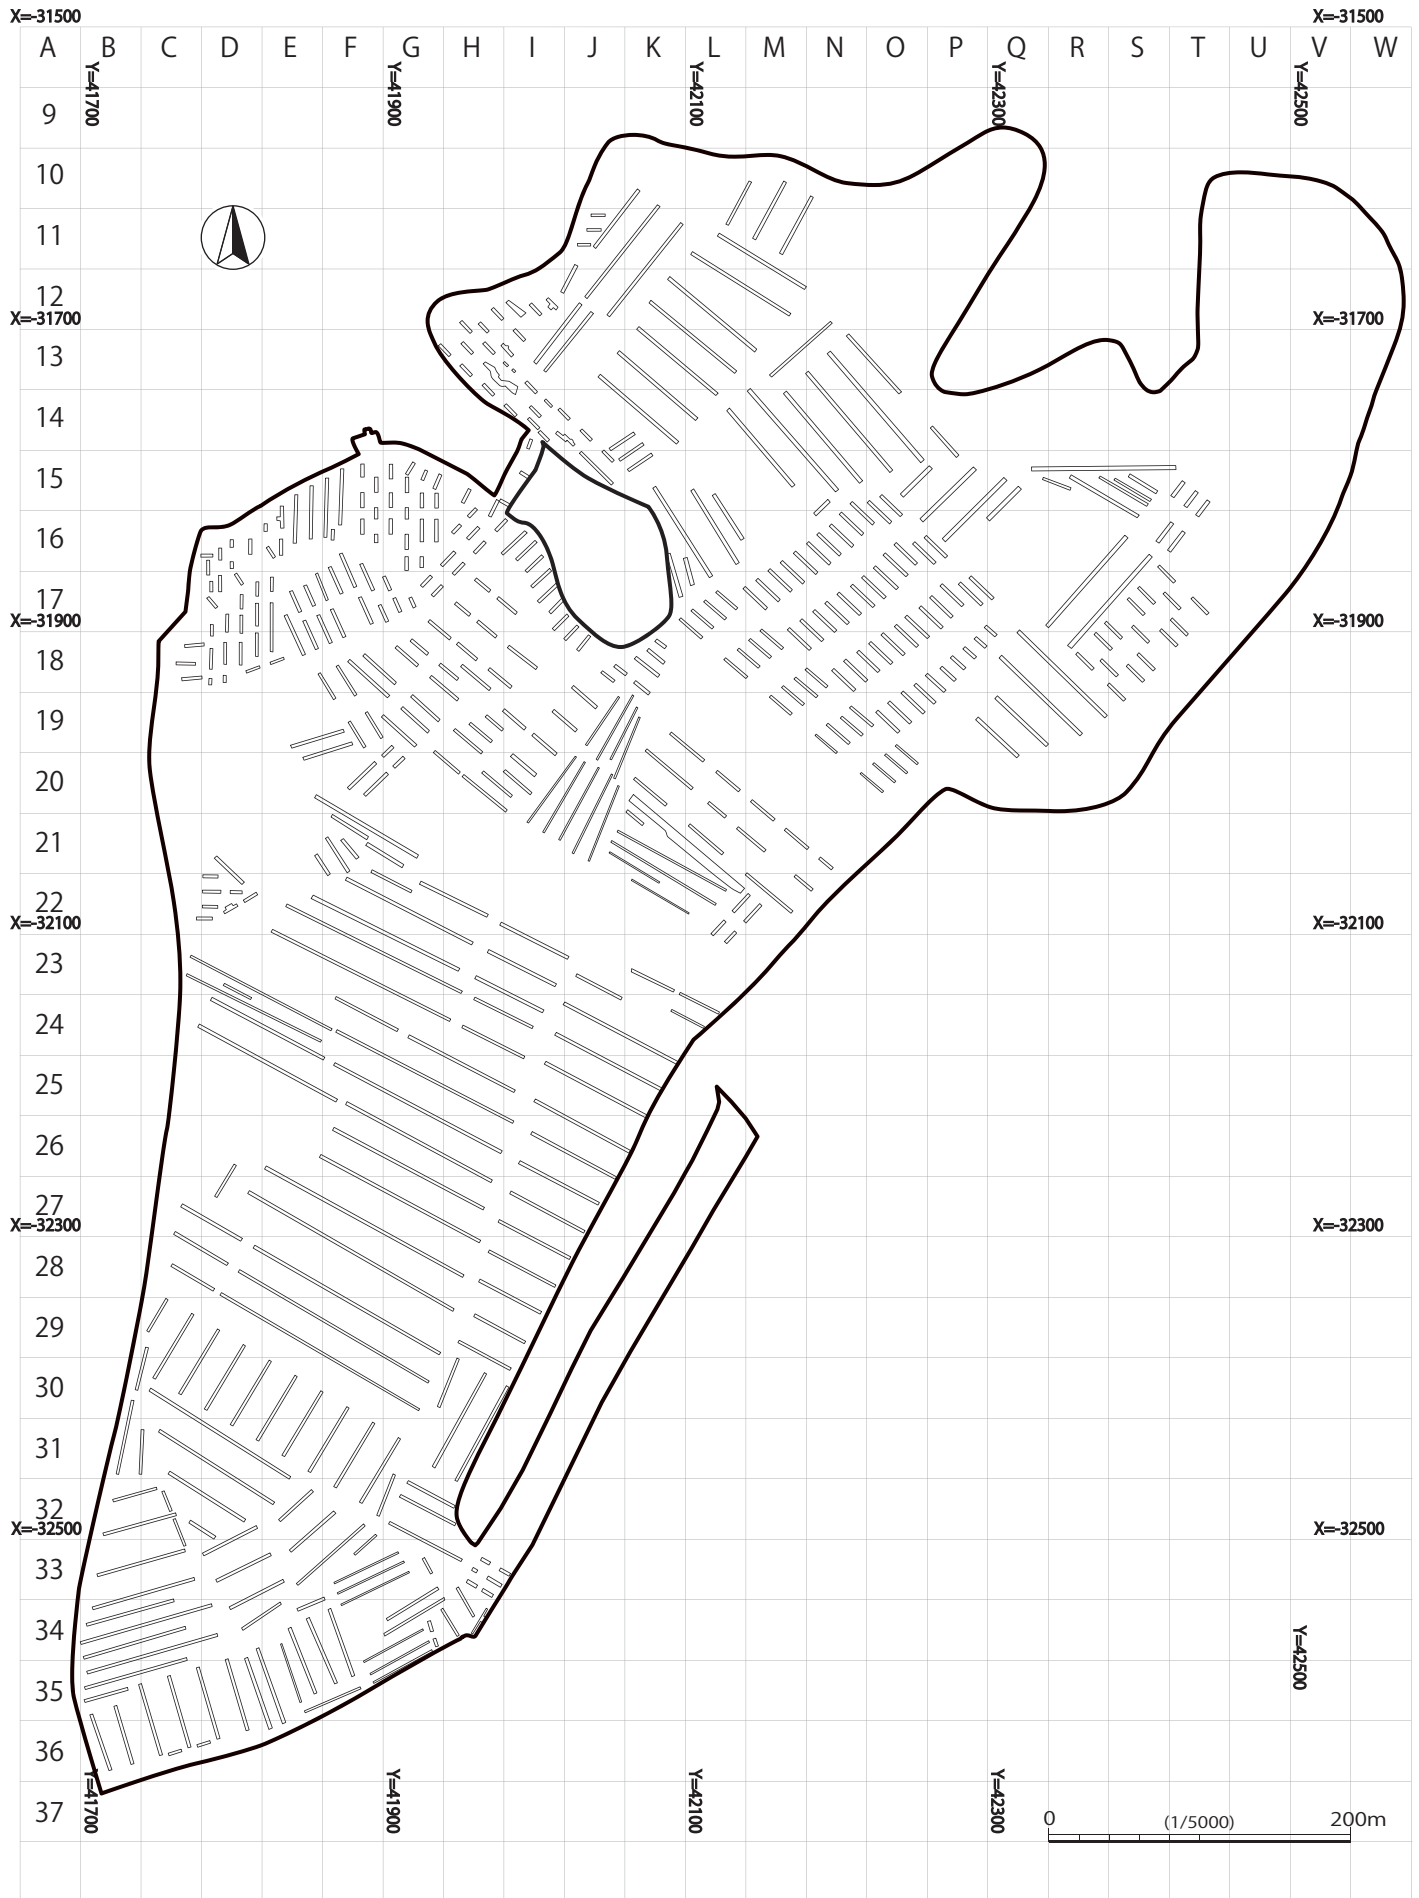 X=-31500 X=-31500
A B C D E F G H I J K L M N O P Q R S T U V W
Y=41700 Y=41900 Y=42100 Y=42300 Y=42500
9
10
11
12
X=-31700 X=-31700
13
14
15
16
17
X=-31900 X=-31900
18
19
20
21
22
X=-32100 X=-32100
23
24
25
26
27
X=-32300 X=-32300
28
29
30
31
32
X=-32500 X=-32500
33
34
Y=42500
35
36
Y=41700 Y=41900 Y=42100 Y=42300
37
0 (1/5000) 200m